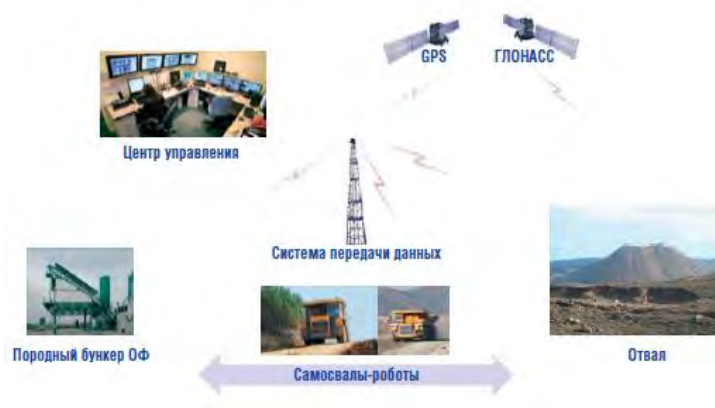 GPS
ГЛОНАСС
Центр управления
Система передачи данных
Породный бункер ОФ
Отвал
Самосвалы-роботы